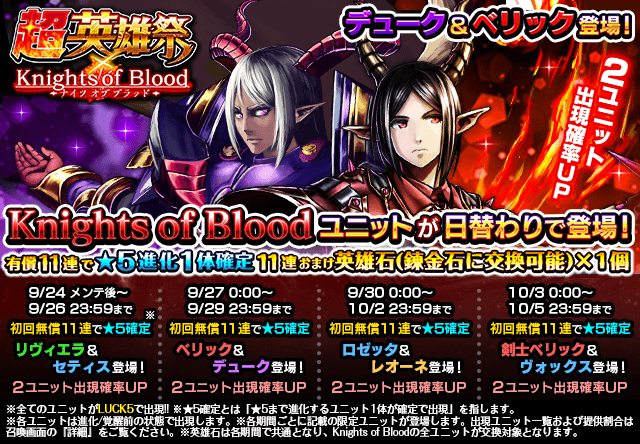 超英雄祭
×
Knights of Blood
ナイツ オブ ブラッド
デューク&ベリック登場!
2ユニット
出現確率UP
Knights of Bloodユニットが日替わりで登場!
有償11連で★5進化1体確定 11連おまけ英雄石(錬金石に交換可能)×1個
9/24 メンテ後〜
9/26 23:59まで
※
初回無償11連で★5確定
リヴィエラ&
セティス登場!
2ユニット出現確率UP
9/27 0:00〜
9/29 23:59まで
初回無償11連で★5確定
ベリック&
デューク登場!
2ユニット出現確率UP
9/30 0:00〜
10/2 23:59まで
初回無償11連で★5確定
ロゼッタ&
レオーネ登場!
2ユニット出現確率UP
10/3 0:00〜
10/5 23:59まで
初回無償11連で★5確定
剣士ベリック&
ヴォックス登場!
2ユニット出現確率UP
※全てのユニットがLUCK5で出現!! ※★5確定とは「★5まで進化するユニット1体が確定で出現」を指します。
※各ユニットは進化/覚醒前の状態で出現します。※各期間ごとに記載の限定ユニットが登場します。出現ユニット一覧および提供割合は
召喚画面の『詳細』をご覧ください。※英雄石は各期間で共通となり、Knights of Bloodの全ユニットが交換対象となります。